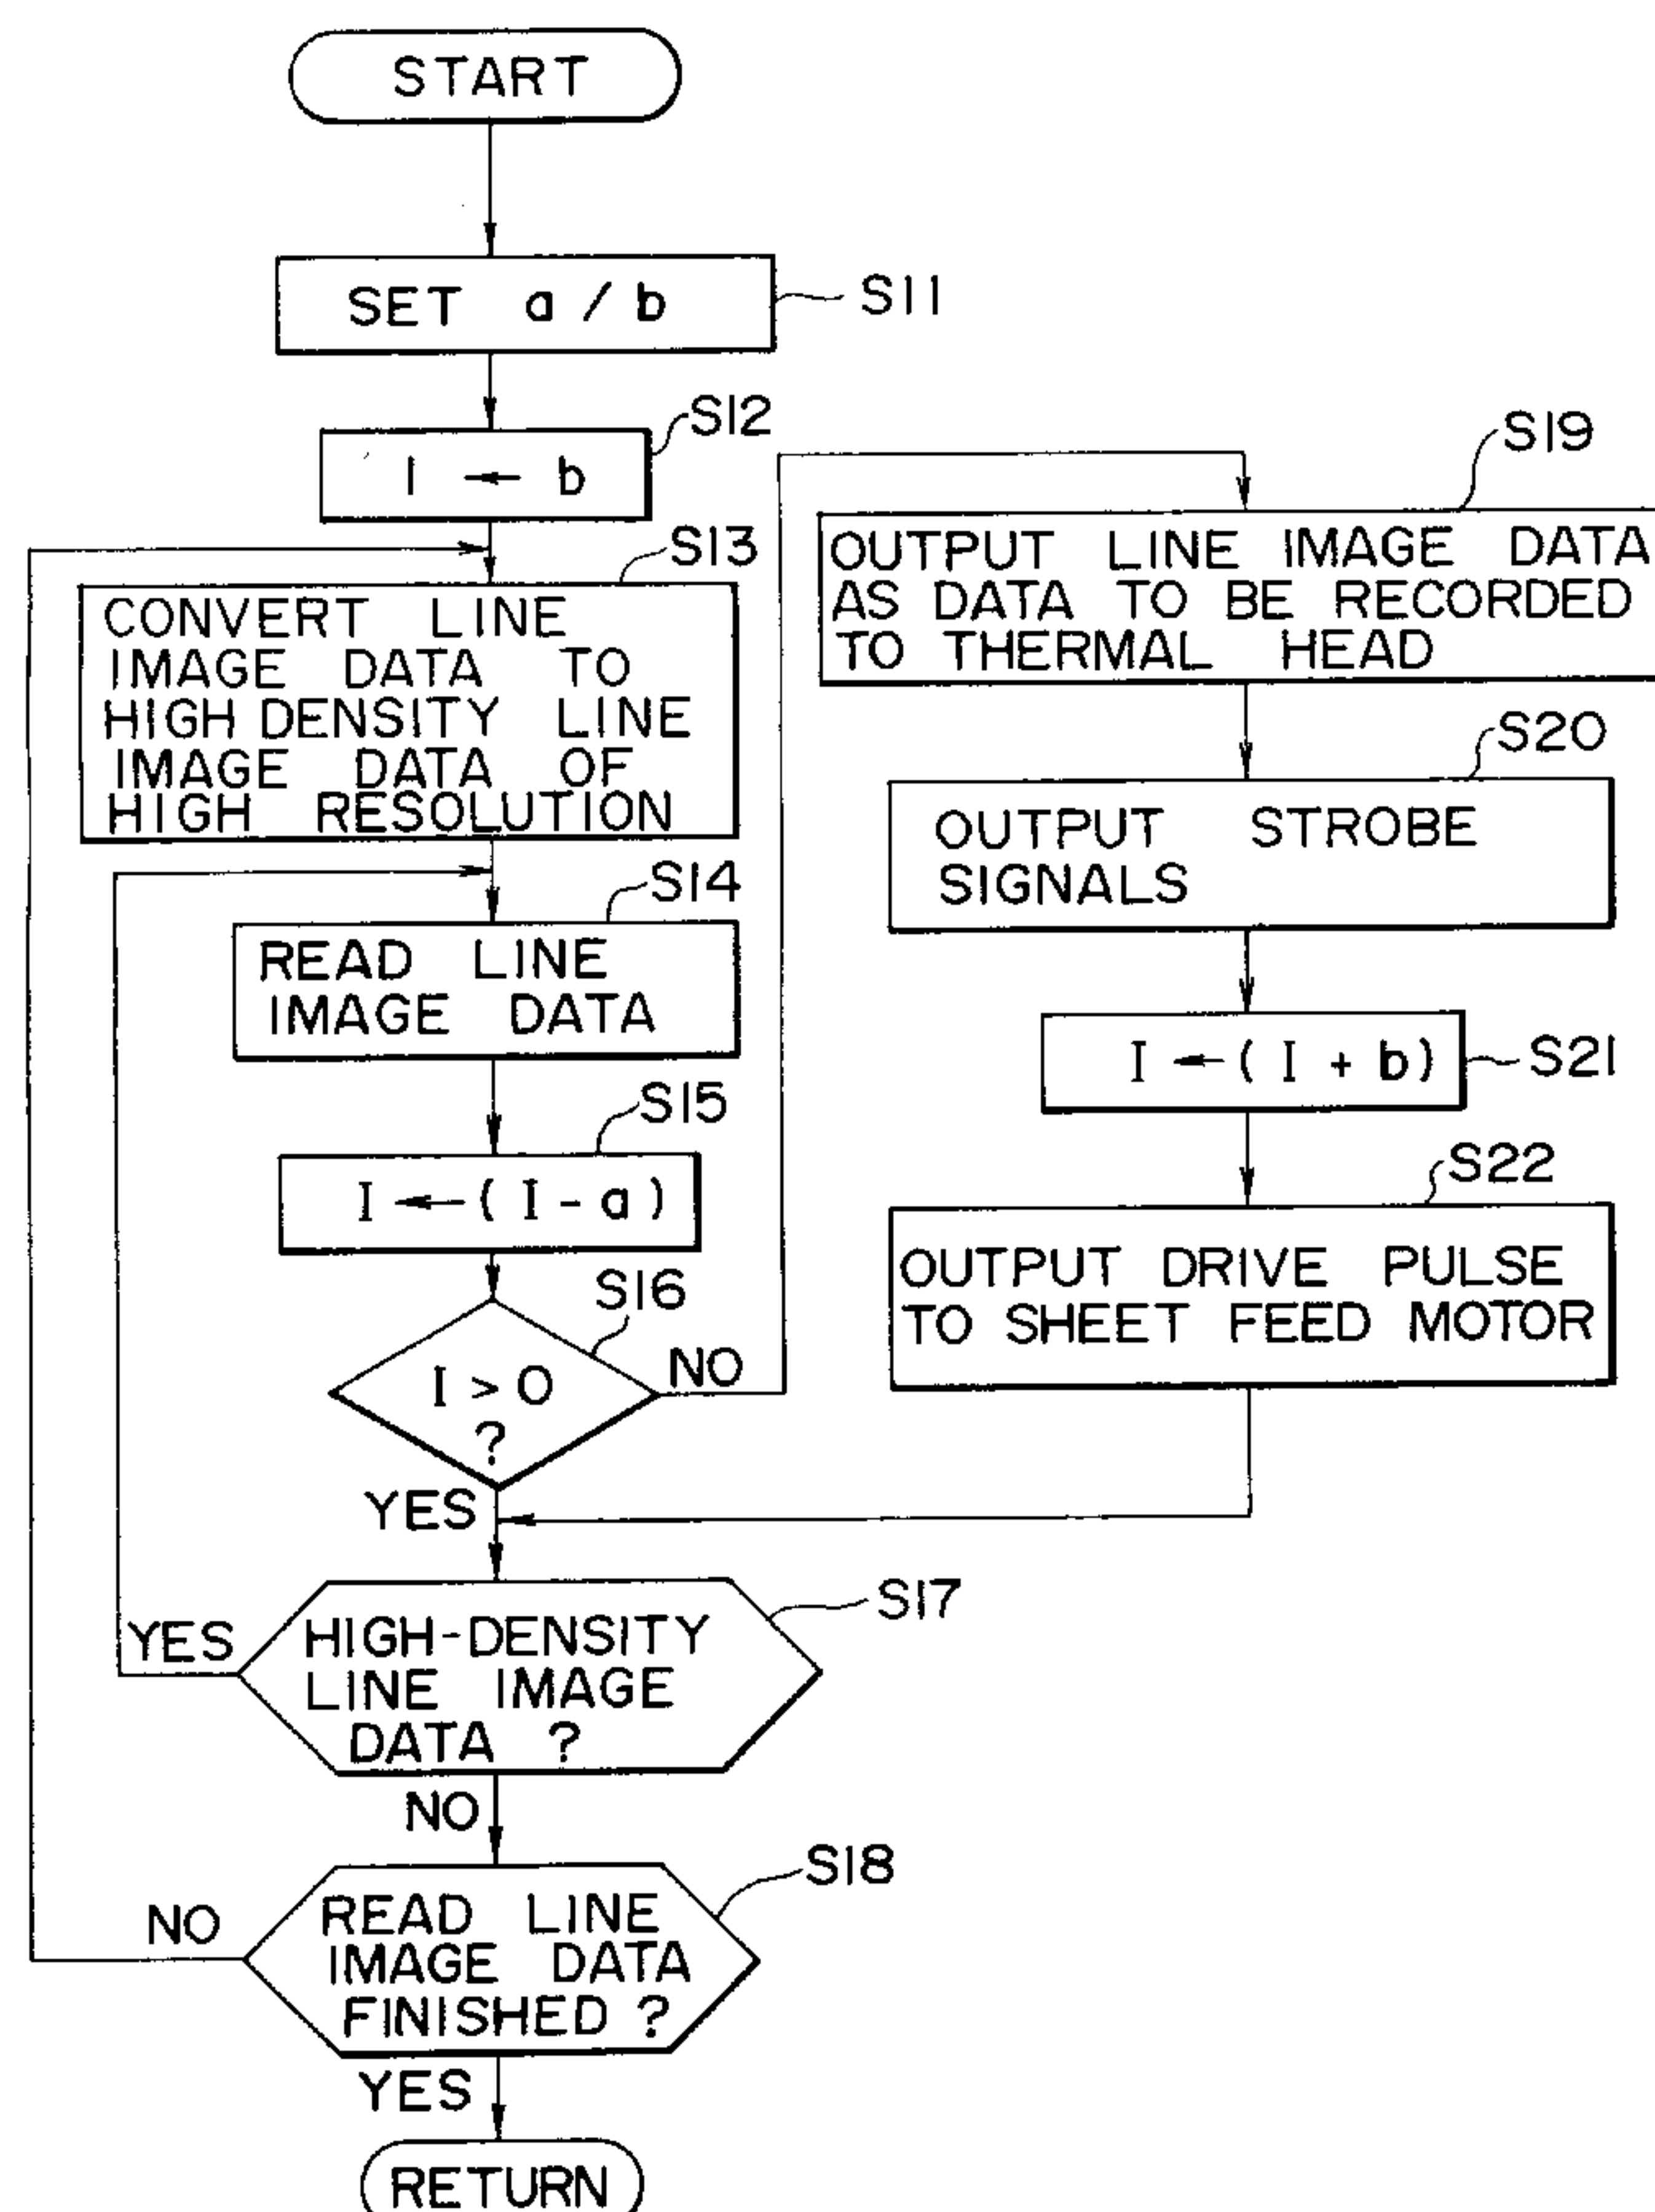 START
SET a / b
S11
S12
I ← b
S13
CONVERT LINE
IMAGE DATA TO
HIGH DENSITY LINE
IMAGE DATA OF
HIGH RESOLUTION
S14
READ LINE
IMAGE DATA
S15
I ← ( I - a )
S16
I > 0
?
NO
YES
S17
HIGH-DENSITY
LINE IMAGE
DATA ?
YES
NO
S18
READ LINE
IMAGE DATA
FINISHED ?
NO
YES
RETURN
S19
OUTPUT LINE IMAGE DATA
AS DATA TO BE RECORDED
TO THERMAL HEAD
S20
OUTPUT STROBE
SIGNALS
I ← ( I + b )
S21
S22
OUTPUT DRIVE PULSE
TO SHEET FEED MOTOR